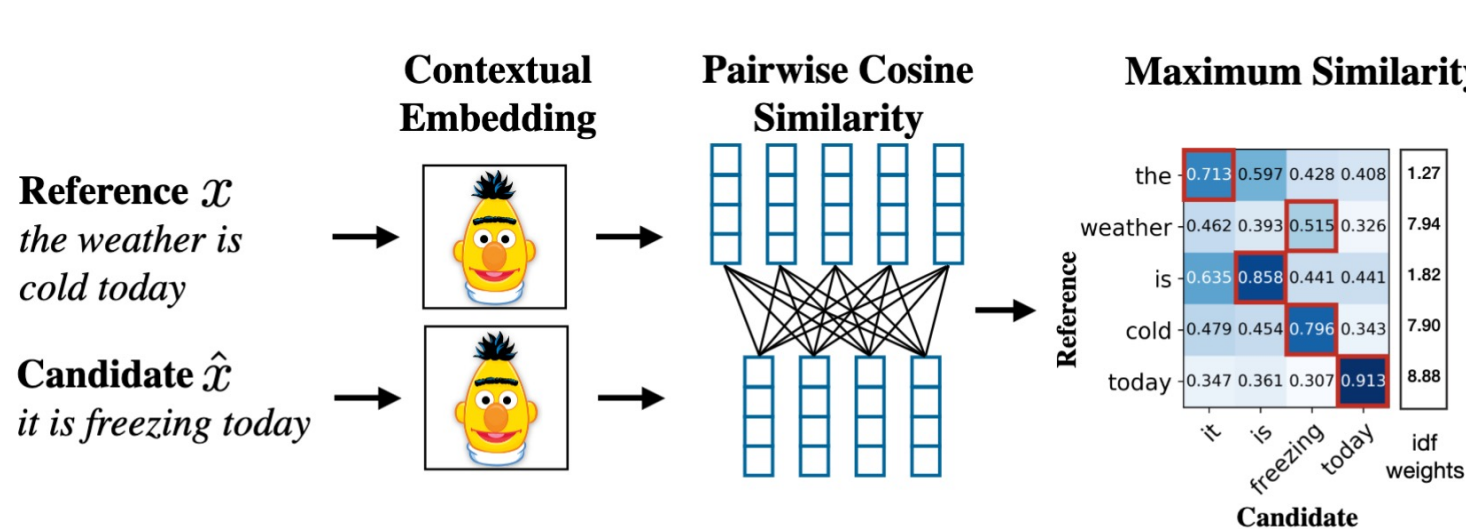 Contextual
Embedding
Pairwise Cosine
Similarity
Maximum Similarity
Reference x
the weather is
cold today
Candidate x̂
it is freezing today
Reference
the 0.713 0.597 0.428 0.408 1.27
weather 0.462 0.393 0.515 0.326 7.94
is 0.635 0.858 0.441 0.441 1.82
cold 0.479 0.454 0.796 0.343 7.90
today 0.347 0.361 0.307 0.913 8.88
it is freezing today
idf
weights
Candidate